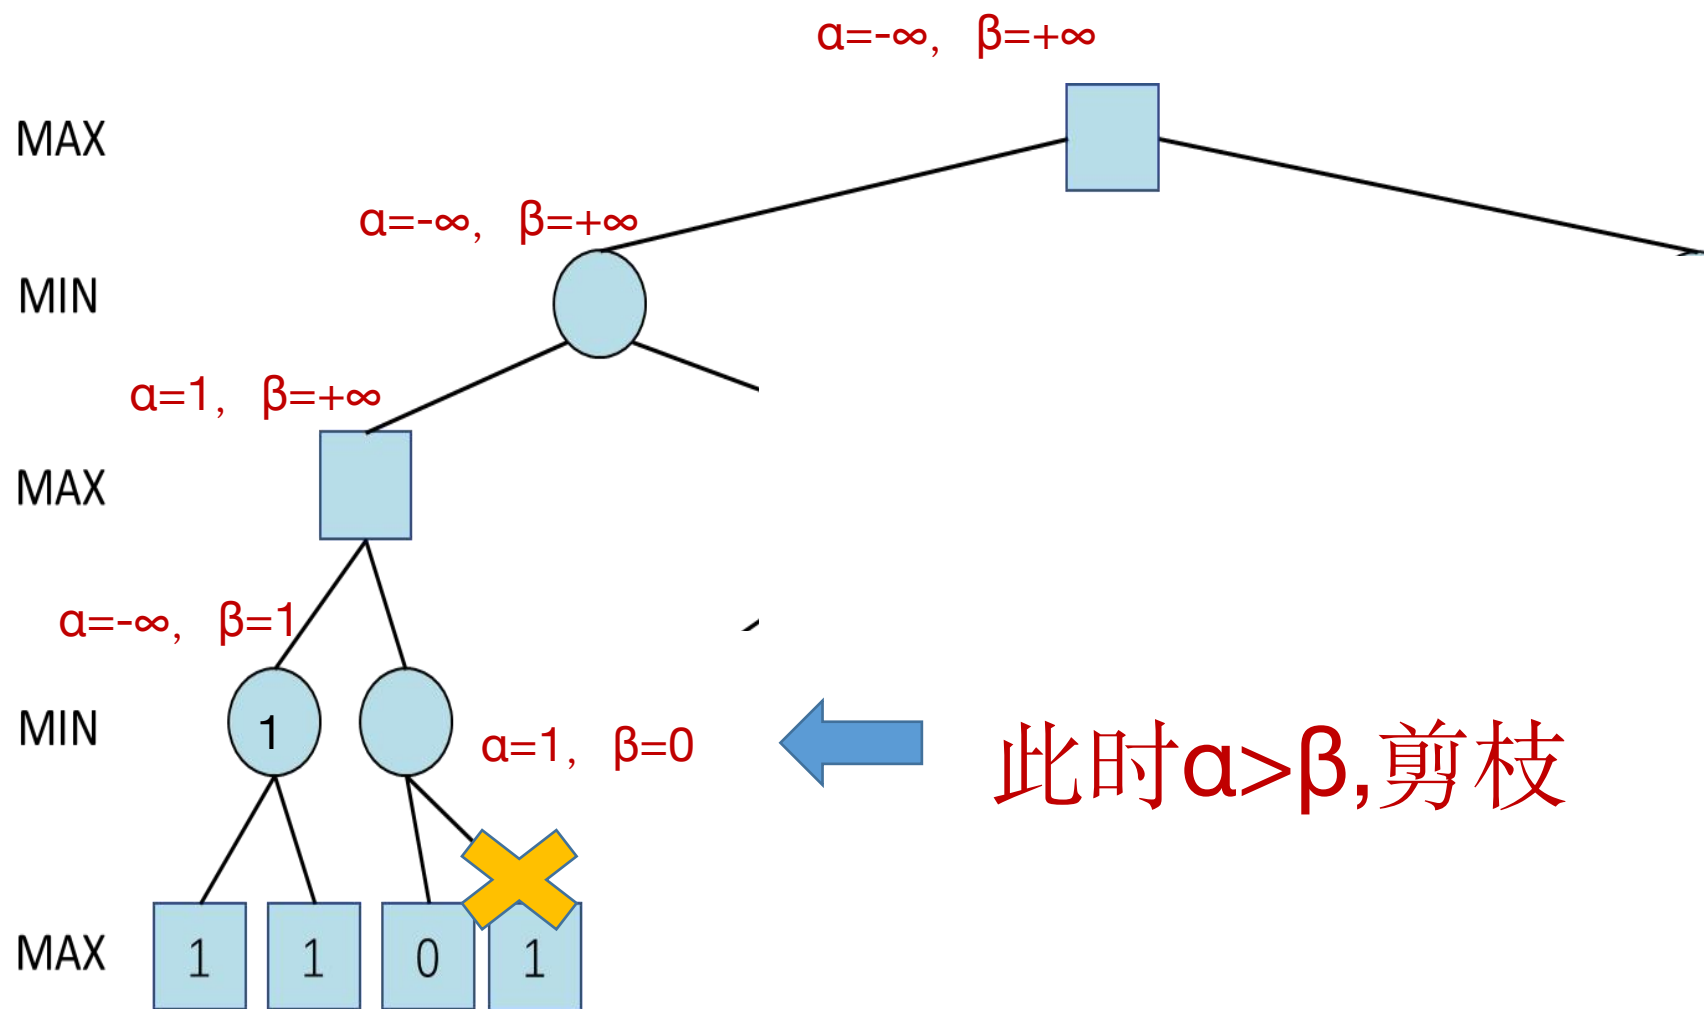 α=-∞, β=+∞
MAX
α=-∞, β=+∞
MIN
α=1, β=+∞
MAX
α=-∞, β=1
MIN
1
α=1, β=0
此时α>β,剪枝
MAX
1
1
0
1